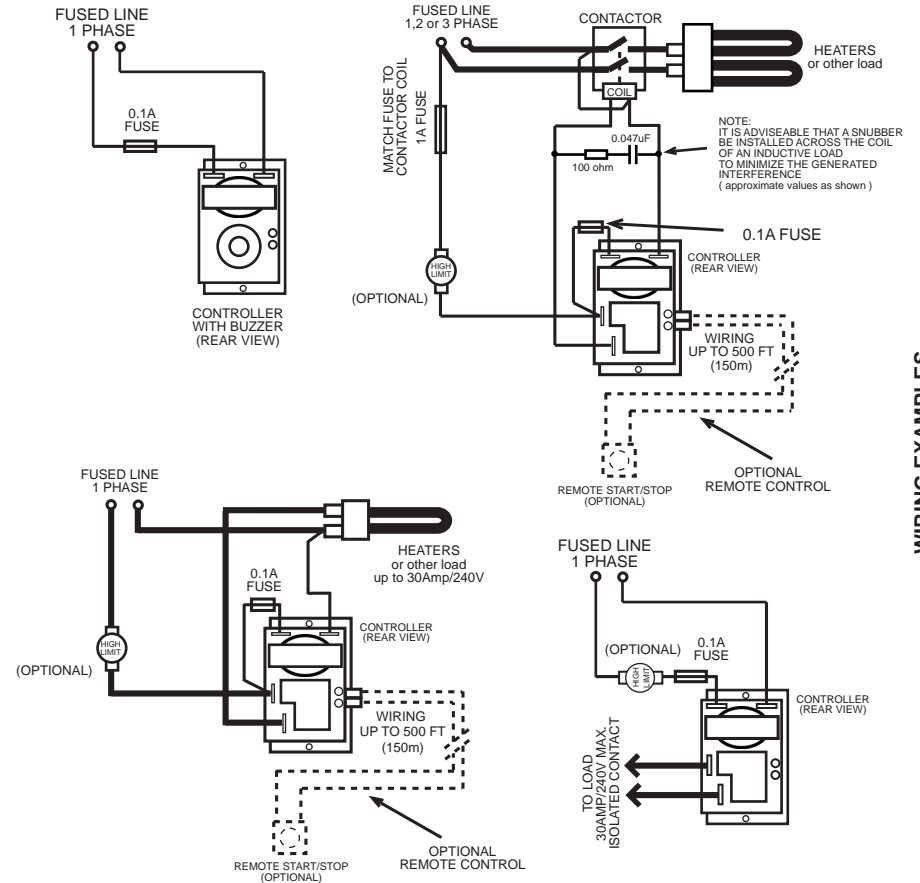 FUSED LINE
1 PHASE
0.1A
FUSE
CONTROLLER
WITH BUZZER
(REAR VIEW)
FUSED LINE
1,2 or 3 PHASE
CONTACTOR
COIL
HEATERS
or other load
MATCH FUSE TO
CONTACTOR COIL
1A FUSE
0.047uF
100 ohm
NOTE:
IT IS ADVISEABLE THAT A SNUBBER
BE INSTALLED ACROSS THE COIL
OF AN INDUCTIVE LOAD
TO MINIMIZE THE GENERATED
INTERFERENCE
( approximate values as shown )
0.1A FUSE
HIGH
LIMIT
(OPTIONAL)
CONTROLLER
(REAR VIEW)
WIRING
UP TO 500 FT
(150m)
REMOTE START/STOP
(OPTIONAL)
OPTIONAL
REMOTE CONTROL
WIRING EXAMPLES
FUSED LINE
1 PHASE
HEATERS
or other load
up to 30Amp/240V
0.1A
FUSE
HIGH
LIMIT
(OPTIONAL)
CONTROLLER
(REAR VIEW)
WIRING
UP TO 500 FT
(150m)
REMOTE START/STOP
(OPTIONAL)
OPTIONAL
REMOTE CONTROL
FUSED LINE
1 PHASE
(OPTIONAL)
HIGH
LIMIT
0.1A
FUSE
CONTROLLER
(REAR VIEW)
TO LOAD
30AMP/240V MAX.
ISOLATED CONTACT